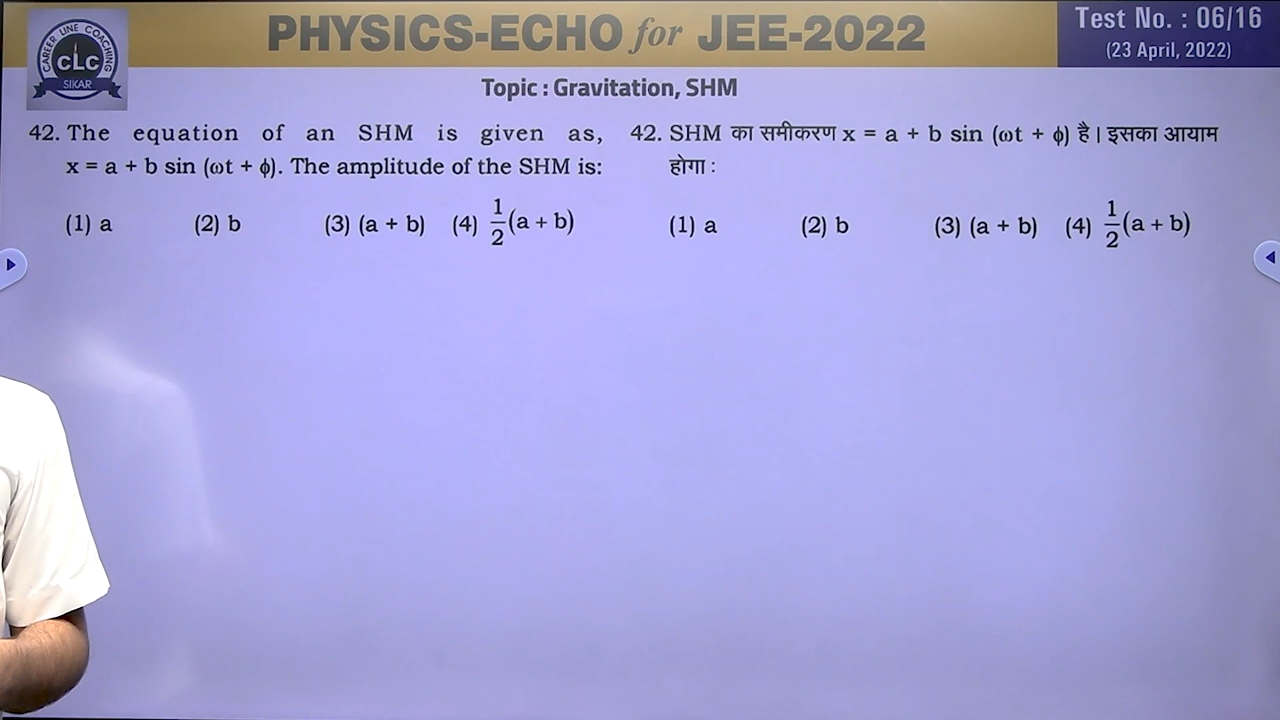 CAREER LINE COACHING
CLC
SIKAR
PHYSICS-ECHO for JEE-2022
Test No. : 06/16
(23 April, 2022)
Topic : Gravitation, SHM
42. The equation of an SHM is given as,
x = a + b sin (ωt + ϕ). The amplitude of the SHM is:
(1) a (2) b (3) (a + b) (4) 1/2(a + b)
42. SHM का समीकरण x = a + b sin (ωt + ϕ) है। इसका आयाम
होगा :
(1) a (2) b (3) (a + b) (4) 1/2(a + b)